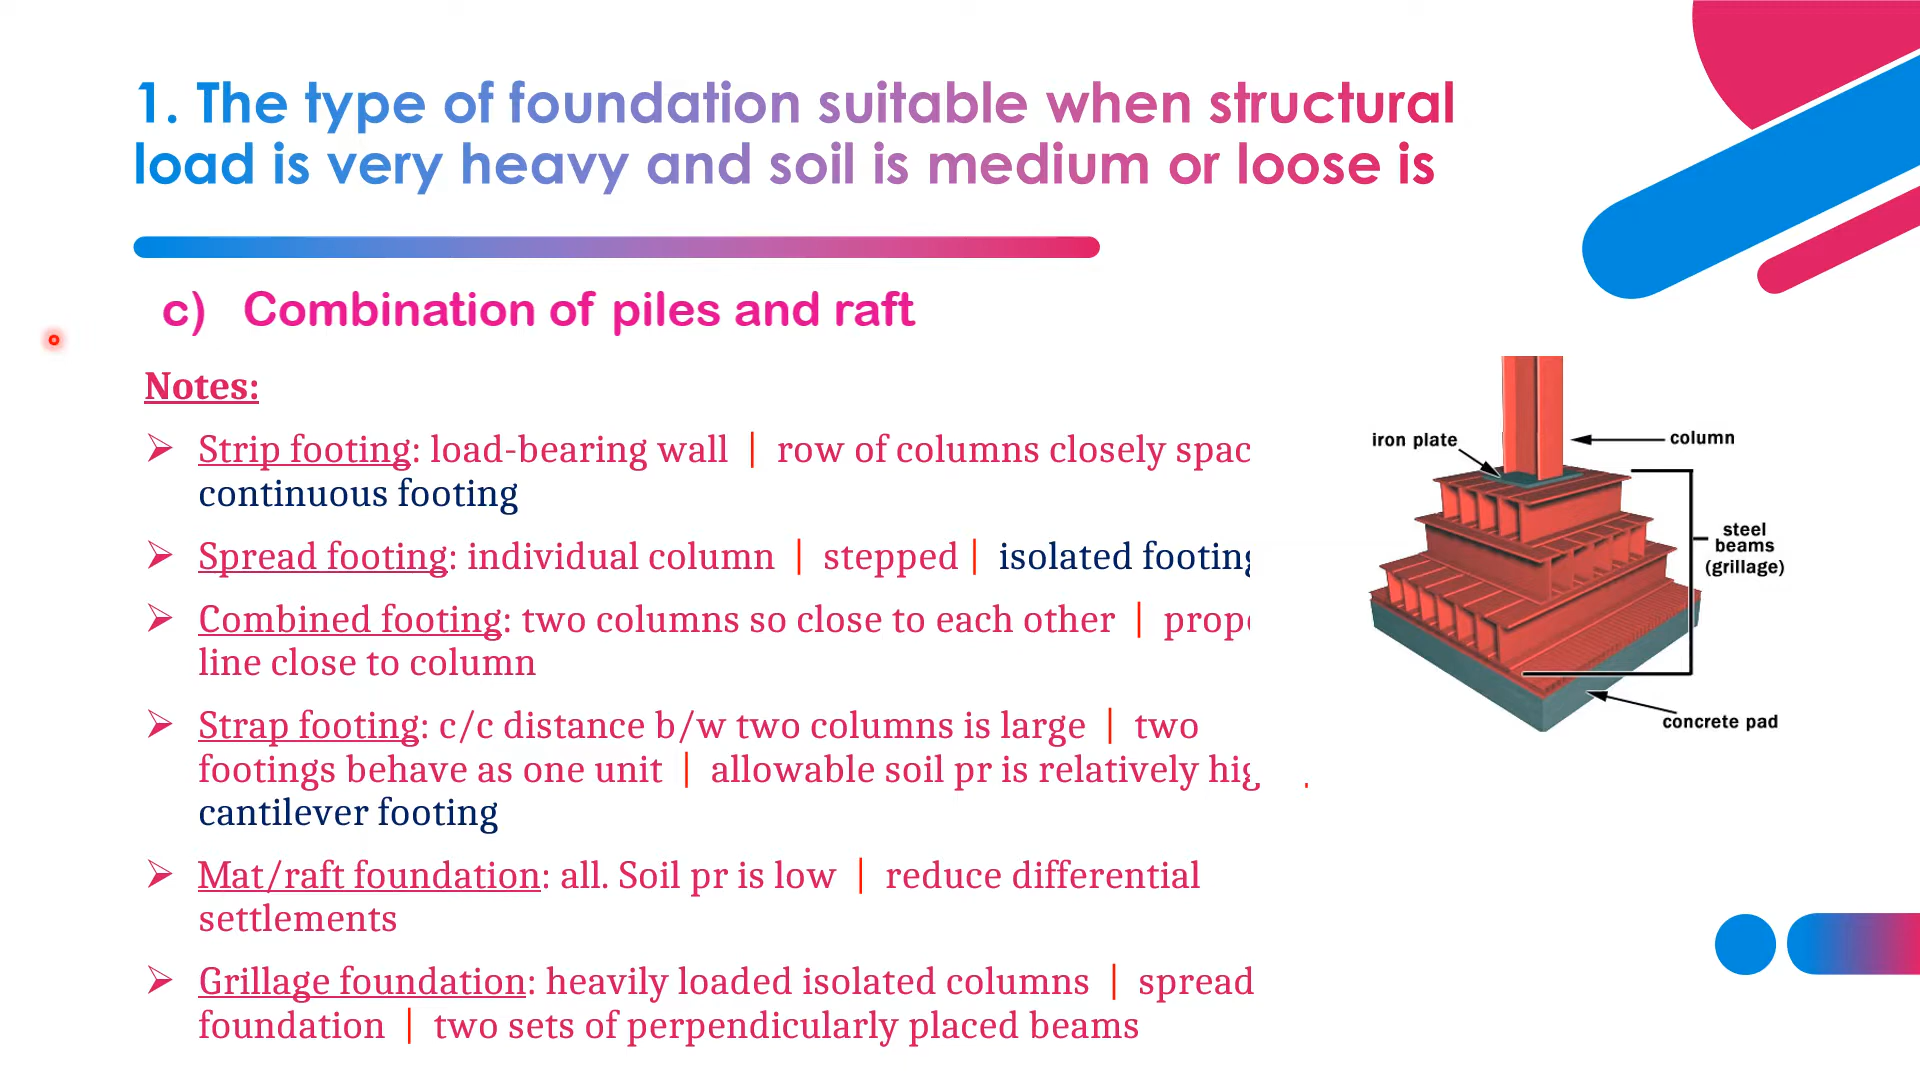 1. The type of foundation suitable when structural
load is very heavy and soil is medium or loose is
c) Combination of piles and raft
Notes:
➢ Strip footing: load-bearing wall | row of columns closely spac
continuous footing
➢ Spread footing: individual column | stepped | isolated footing
➢ Combined footing: two columns so close to each other |
line close to column
➢ Strap footing: c/c distance b/w two columns is large | two
footings behave as one unit | allowable soil pr is relatively
cantilever footing
➢ Mat/raft foundation: all. Soil pr is low | reduce differential
settlements
➢ Grillage foundation: heavily loaded isolated columns | spread
foundation | two sets of perpendicularly placed beams
iron plate
column
steel
beams
(grillage)
concrete pad